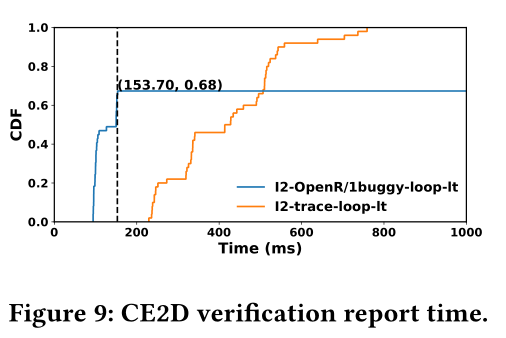 1.0
0.8
0.6
0.4
0.2
0.0
CDF
(153.70, 0.68)
I2-OpenR/1buggy-loop-lt
I2-trace-loop-lt
0 200 400 600 800 1000
Time (ms)
Figure 9: CE2D verification report time.